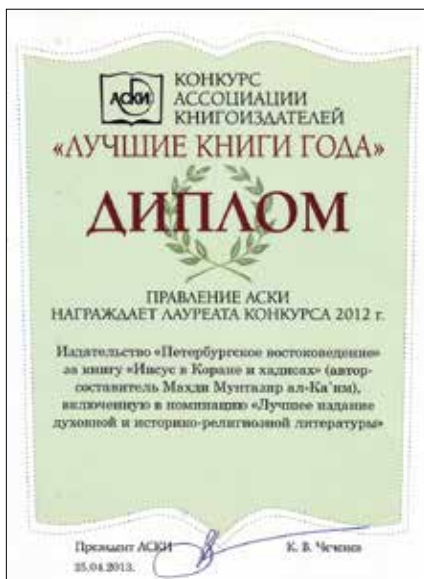 АСКИ
КОНКУРС
АССОЦИАЦИИ
КНИГОИЗДАТЕЛЕЙ
«ЛУЧШИЕ КНИГИ ГОДА»
ДИПЛОМ
ПРАВЛЕНИЕ АСКИ
НАГРАЖДАЕТ ЛАУРЕАТА КОНКУРСА 2012 г.
Издательство «Петербургское востоковедение»
за книгу «Иисус в Коране и хадисах» (автор-
составитель Махди Мунтазир ал-Ка'им),
включенную в номинацию «Лучшее издание
духовной и историко-религиозной литературы»
Президент АСКИ К. В. Чеченев
25.04.2013.